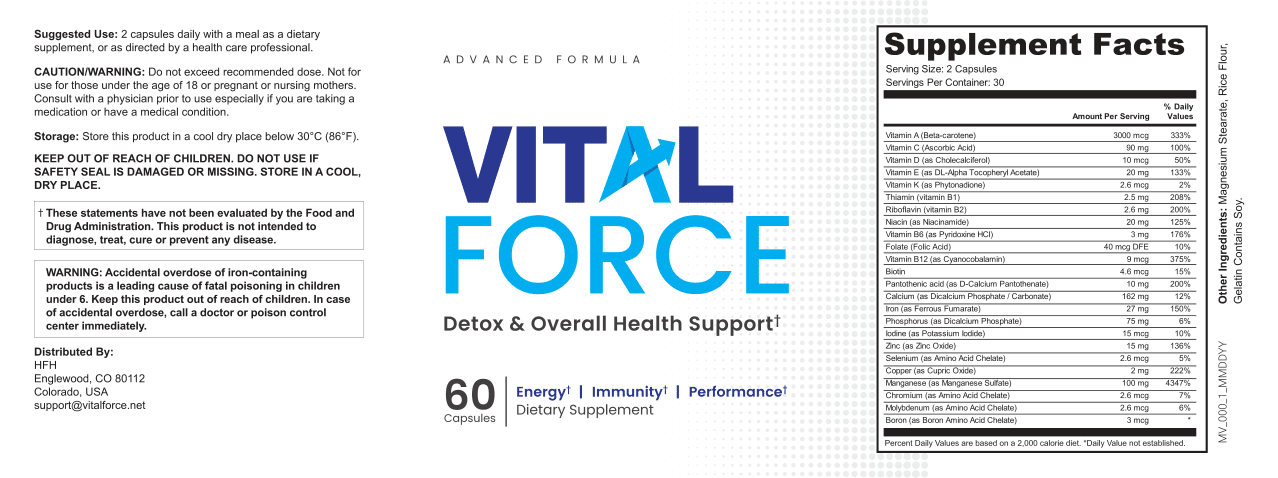 Suggested Use: 2 capsules daily with a meal as a dietary
supplement, or as directed by a health care professional.
CAUTION/WARNING: Do not exceed recommended dose. Not for
use for those under the age of 18 or pregnant or nursing mothers.
Consult with a physician prior to use especially if you are taking a
medication or have a medical condition.
Storage: Store this product in a cool dry place below 30°C (86°F).
KEEP OUT OF REACH OF CHILDREN. DO NOT USE IF
SAFETY SEAL IS DAMAGED OR MISSING. STORE IN A COOL,
DRY PLACE.
† These statements have not been evaluated by the Food and
Drug Administration. This product is not intended to
diagnose, treat, cure or prevent any disease.
WARNING: Accidental overdose of iron-containing
products is a leading cause of fatal poisoning in children
under 6. Keep this product out of reach of children. In case
of accidental overdose, call a doctor or poison control
center immediately.
Distributed By:
HFH
Englewood, CO 80112
Colorado, USA
support@vitalforce.net
ADVANCED FORMULA
VITAL
FORCE
Detox & Overall Health Support†
60
Capsules
Energy† | Immunity† | Performance†
Dietary Supplement
Supplement Facts
Serving Size: 2 Capsules
Servings Per Container: 30
Amount Per Serving % Daily Values
Vitamin A (Beta-carotene) 3000 mcg 333%
Vitamin C (Ascorbic Acid) 90 mg 100%
Vitamin D (as Cholecalciferol) 10 mcg 50%
Vitamin E (as DL-Alpha Tocopheryl Acetate) 20 mg 133%
Vitamin K (as Phytonadione) 2.6 mcg 2%
Thiamin (vitamin B1) 2.5 mg 208%
Riboflavin (vitamin B2) 2.6 mg 200%
Niacin (as Niacinamide) 20 mg 125%
Vitamin B6 (as Pyridoxine HCl) 3 mg 176%
Folate (Folic Acid) 40 mcg DFE 10%
Vitamin B12 (as Cyanocobalamin) 9 mcg 375%
Biotin 4.6 mcg 15%
Pantothenic acid (as D-Calcium Pantothenate) 10 mg 200%
Calcium (as Dicalcium Phosphate / Carbonate) 162 mg 12%
Iron (as Ferrous Fumarate) 27 mg 150%
Phosphorus (as Dicalcium Phosphate) 75 mg 6%
Iodine (as Potassium Iodide) 15 mcg 10%
Zinc (as Zinc Oxide) 15 mg 136%
Selenium (as Amino Acid Chelate) 2.6 mcg 5%
Copper (as Cupric Oxide) 2 mg 222%
Manganese (as Manganese Sulfate) 100 mg 4347%
Chromium (as Amino Acid Chelate) 2.6 mcg 7%
Molybdenum (as Amino Acid Chelate) 2.6 mcg 6%
Boron (as Boron Amino Acid Chelate) 3 mcg *
Percent Daily Values are based on a 2,000 calorie diet. *Daily Value not established.
Other Ingredients: Magnesium Stearate, Rice Flour,
Gelatin Contains Soy.
MV_000_1_MMDDYY